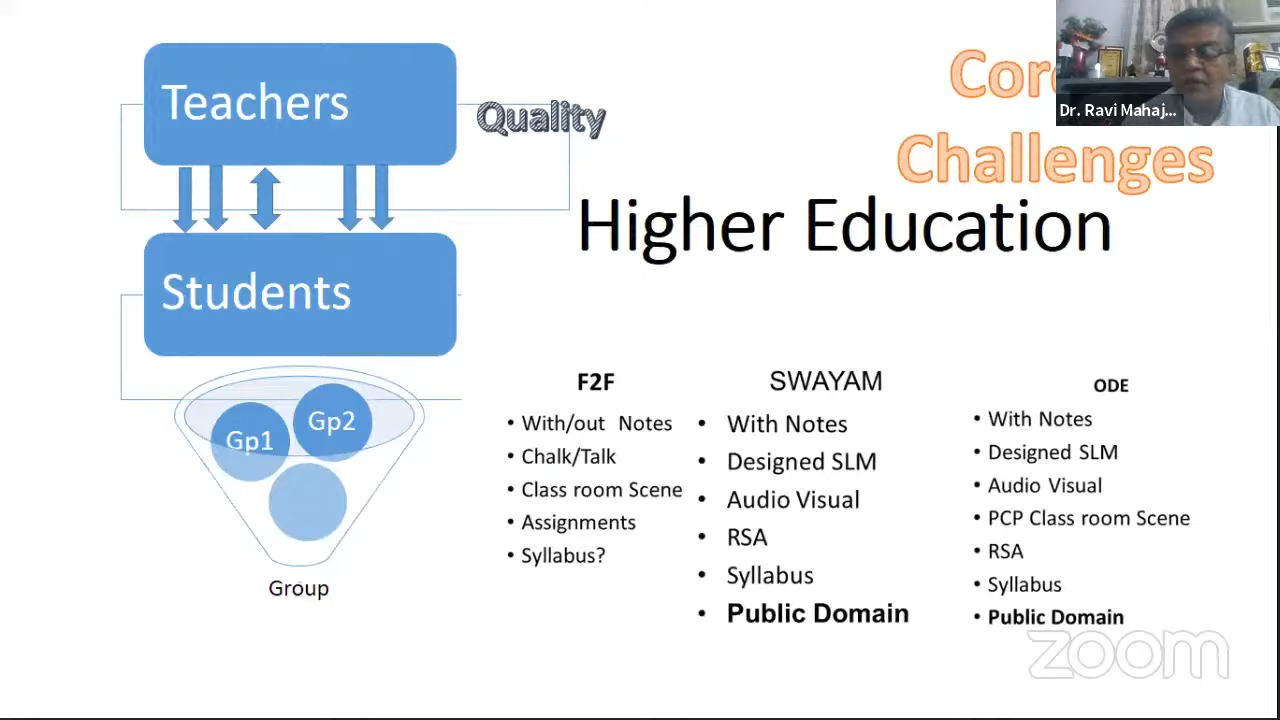 Teachers
Quality
Students
Gp1
Gp2
Group
Dr. Ravi Mahaj...
Challenges
Higher Education
F2F
• With/out Notes
• Chalk/Talk
• Class room Scene
• Assignments
• Syllabus?
SWAYAM
• With Notes
• Designed SLM
• Audio Visual
• RSA
• Syllabus
• Public Domain
ODE
• With Notes
• Designed SLM
• Audio Visual
• PCP Class room Scene
• RSA
• Syllabus
• Public Domain
zoom